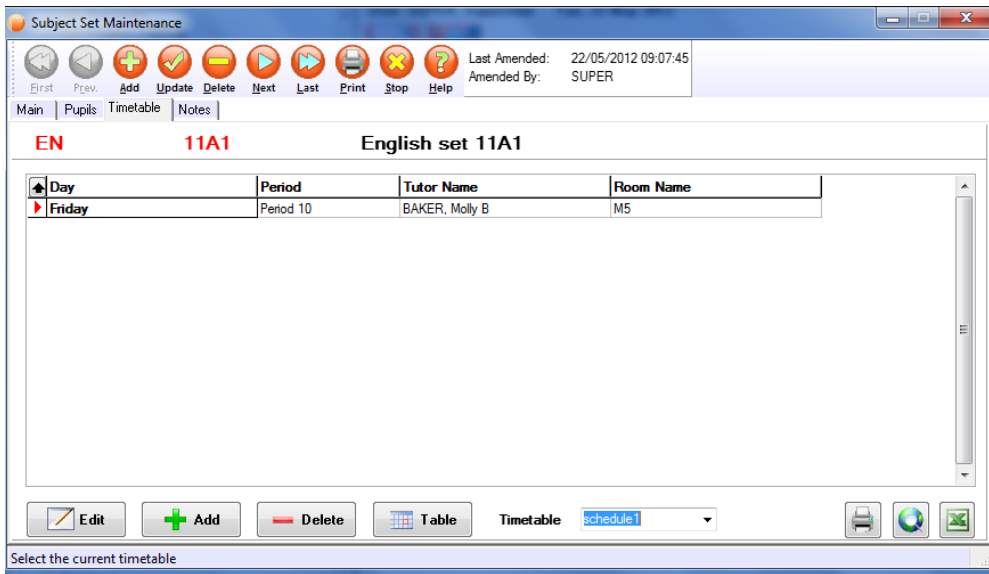 Subject Set Maintenance
First Prev. Add Update Delete Next Last Print Stop Help
Last Amended: 22/05/2012 09:07:45
Amended By: SUPER
Main Pupils Timetable Notes
EN 11A1 English set 11A1
Day Period Tutor Name Room Name
Friday Period 10 BAKER, Molly B M5
Edit Add Delete Table Timetable schedule1
Select the current timetable